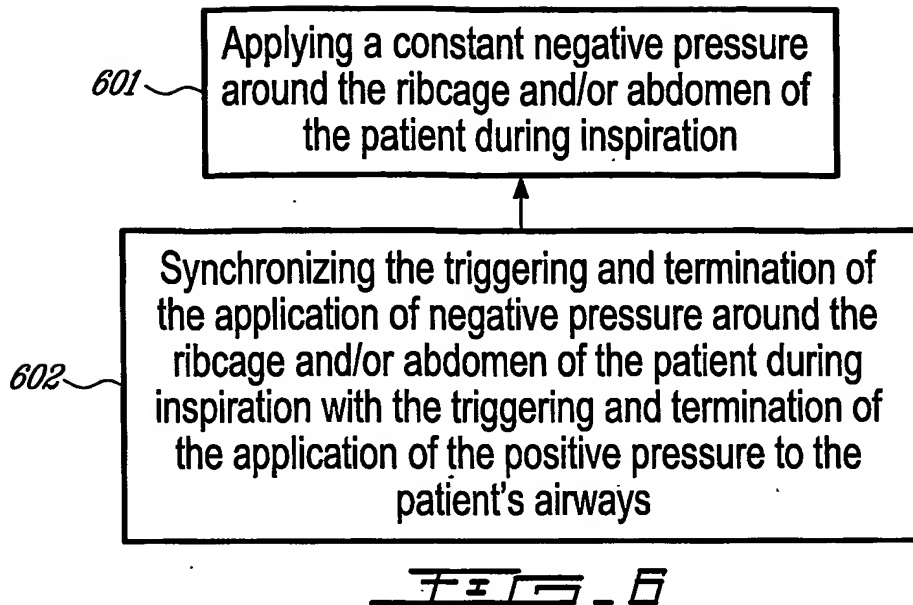 601
Applying a constant negative pressure
around the ribcage and/or abdomen of
the patient during inspiration
602
Synchronizing the triggering and termination of
the application of negative pressure around the
ribcage and/or abdomen of the patient during
inspiration with the triggering and termination of
the application of the positive pressure to the
patient's airways
FIG_6